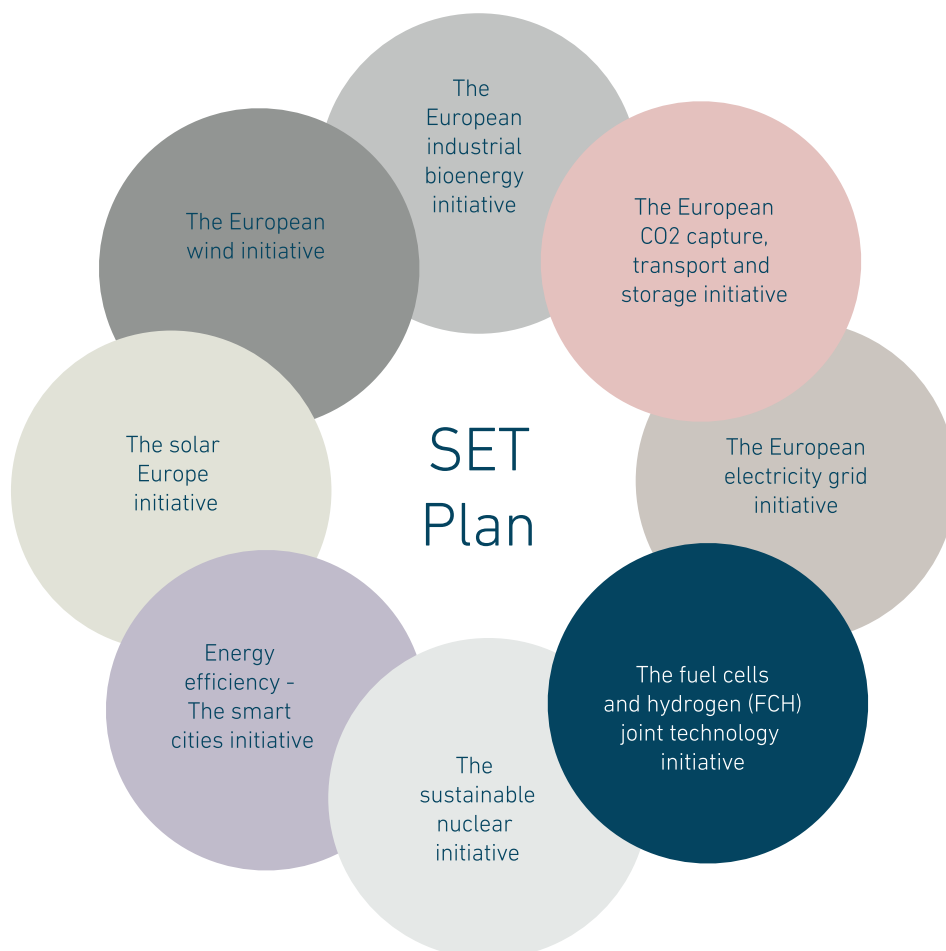 The
European
industrial
bioenergy
initiative
The European
CO2 capture,
transport and
storage initiative
The European
electricity grid
initiative
The fuel cells
and hydrogen (FCH)
joint technology
initiative
The
sustainable
nuclear
initiative
Energy
efficiency -
The smart
cities initiative
The solar
Europe
initiative
The European
wind initiative
SET
Plan